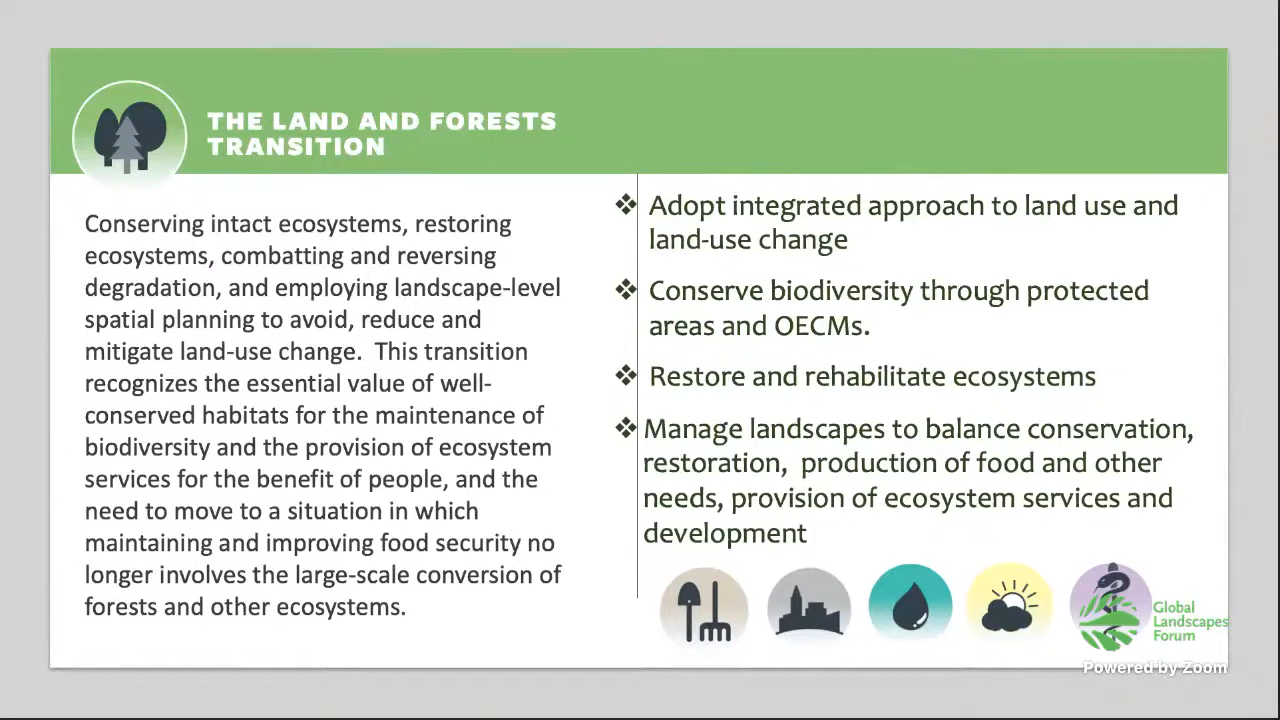 THE LAND AND FORESTS
TRANSITION
Conserving intact ecosystems, restoring
ecosystems, combatting and reversing
degradation, and employing landscape-level
spatial planning to avoid, reduce and
mitigate land-use change.  This transition
recognizes the essential value of well-
conserved habitats for the maintenance of
biodiversity and the provision of ecosystem
services for the benefit of people, and the
need to move to a situation in which
maintaining and improving food security no
longer involves the large-scale conversion of
forests and other ecosystems.
❖ Adopt integrated approach to land use and
land-use change
❖ Conserve biodiversity through protected
areas and OECMs.
❖ Restore and rehabilitate ecosystems
❖ Manage landscapes to balance conservation,
restoration,  production of food and other
needs, provision of ecosystem services and
development
Global
Landscapes
Forum
Powered by Zoom